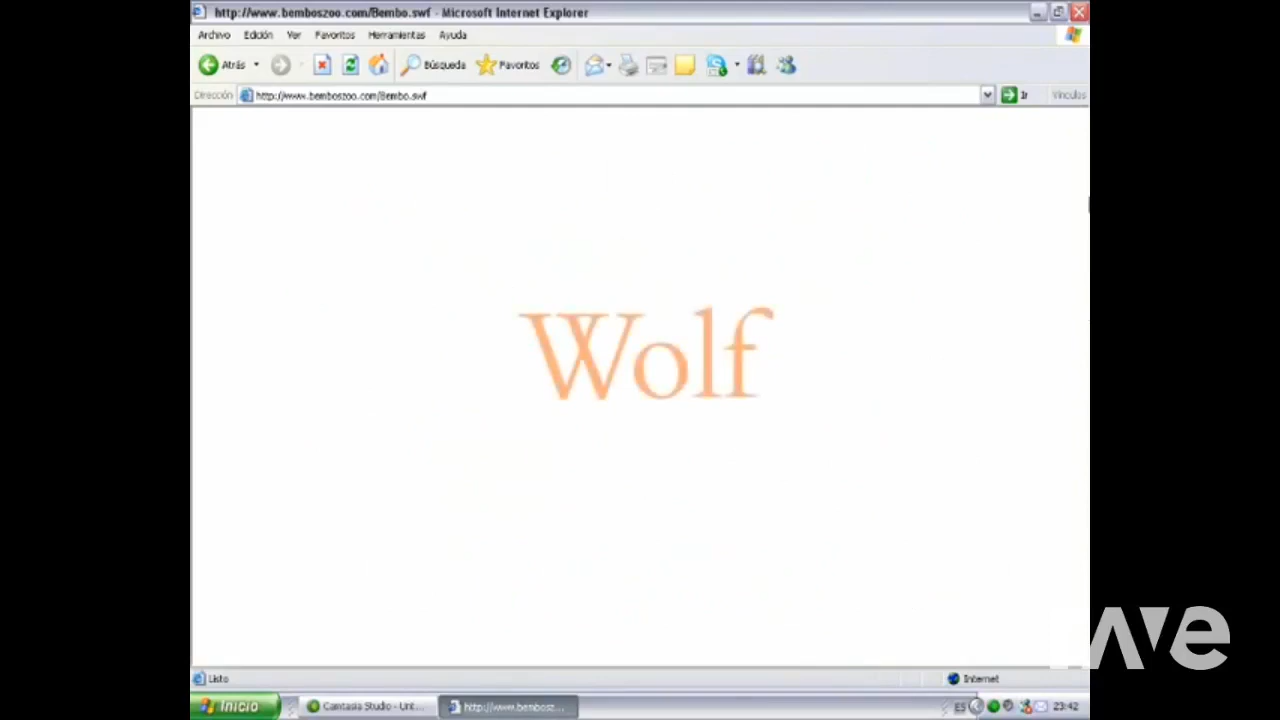 http://www.bemboszoo.com/Bembo.swf - Microsoft Internet Explorer
Archivo Edición Ver Favoritos Herramientas Ayuda
Atrás Búsqueda Favoritos
Dirección http://www.bemboszoo.com/Bembo.swf Ir Vínculos
Wolf
Listo Internet
Inicio Camtasia Studio - Unt... http://www.bembosz... ES 23:42